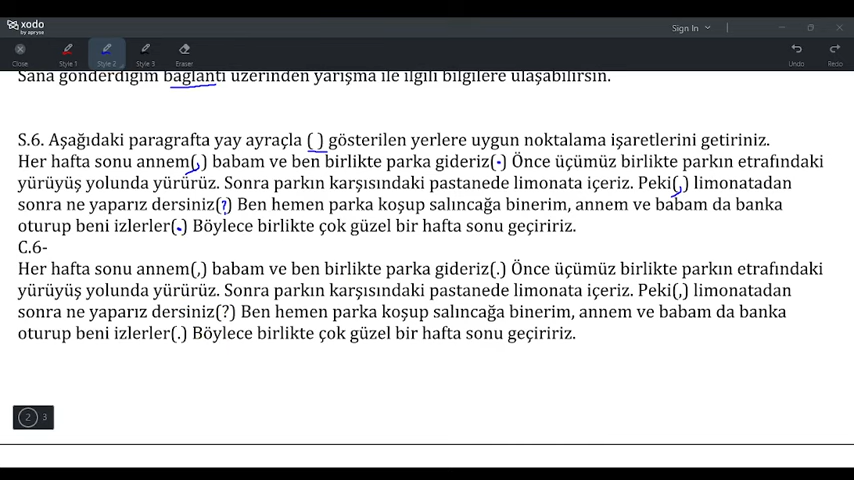 xodo
by apryse
Sign In
Close
Style 1
Style 2
Style 3
Eraser
Undo
Redo
Sana gönderdiğim bağlantı üzerinden yarışma ile ilgili bilgilere ulaşabilirsin.
S.6. Aşağıdaki paragrafta yay ayraçla ( ) gösterilen yerlere uygun noktalama işaretlerini getiriniz.
Her hafta sonu annem(,) babam ve ben birlikte parka gideriz(.) Önce üçümüz birlikte parkın etrafındaki
yürüyüş yolunda yürürüz. Sonra parkın karşısındaki pastanede limonata içeriz. Peki(,) limonatadan
sonra ne yaparız dersiniz(?) Ben hemen parka koşup salıncağa binerim, annem ve babam da banka
oturup beni izlerler(.) Böylece birlikte çok güzel bir hafta sonu geçiririz.
C.6-
Her hafta sonu annem(,) babam ve ben birlikte parka gideriz(.) Önce üçümüz birlikte parkın etrafındaki
yürüyüş yolunda yürürüz. Sonra parkın karşısındaki pastanede limonata içeriz. Peki(,) limonatadan
sonra ne yaparız dersiniz(?) Ben hemen parka koşup salıncağa binerim, annem ve babam da banka
oturup beni izlerler(.) Böylece birlikte çok güzel bir hafta sonu geçiririz.
2 3